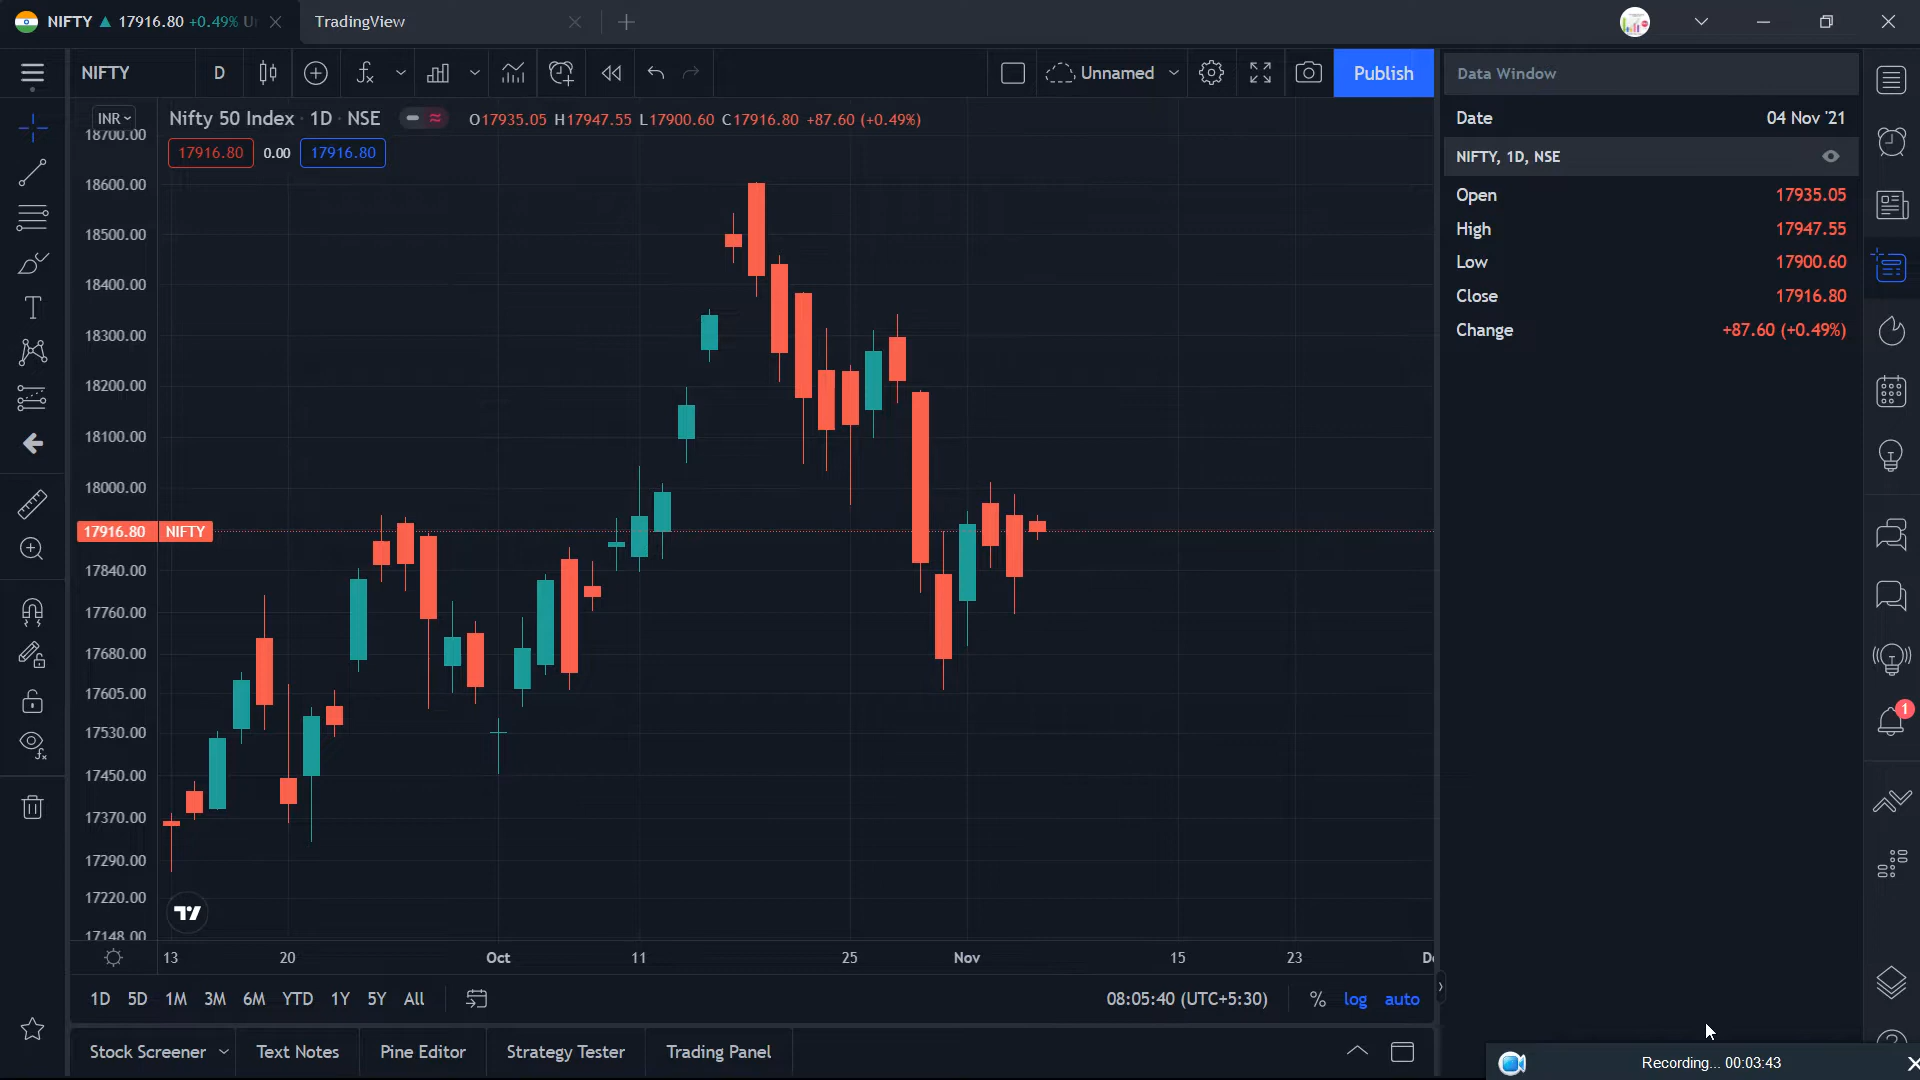 NIFTY ▲ 17916.80 +0.49%
TradingView
NIFTY
D
Unnamed
Publish
Data Window
INR
Nifty 50 Index · 1D · NSE
O17935.05 H17947.55 L17900.60 C17916.80 +87.60 (+0.49%)
17916.80 0.00 17916.80
Date 04 Nov '21
NIFTY, 1D, NSE
Open 17935.05
High 17947.55
Low 17900.60
Close 17916.80
Change +87.60 (+0.49%)
18700.00
18600.00
18500.00
18400.00
18300.00
18200.00
18100.00
18000.00
17916.80 NIFTY
17840.00
17760.00
17680.00
17605.00
17530.00
17450.00
17370.00
17290.00
17220.00
17148.00
13 20 Oct 11 25 Nov 15 23
1D 5D 1M 3M 6M YTD 1Y 5Y All
08:05:40 (UTC+5:30) % log auto
Stock Screener Text Notes Pine Editor Strategy Tester Trading Panel
1
Recording... 00:03:43